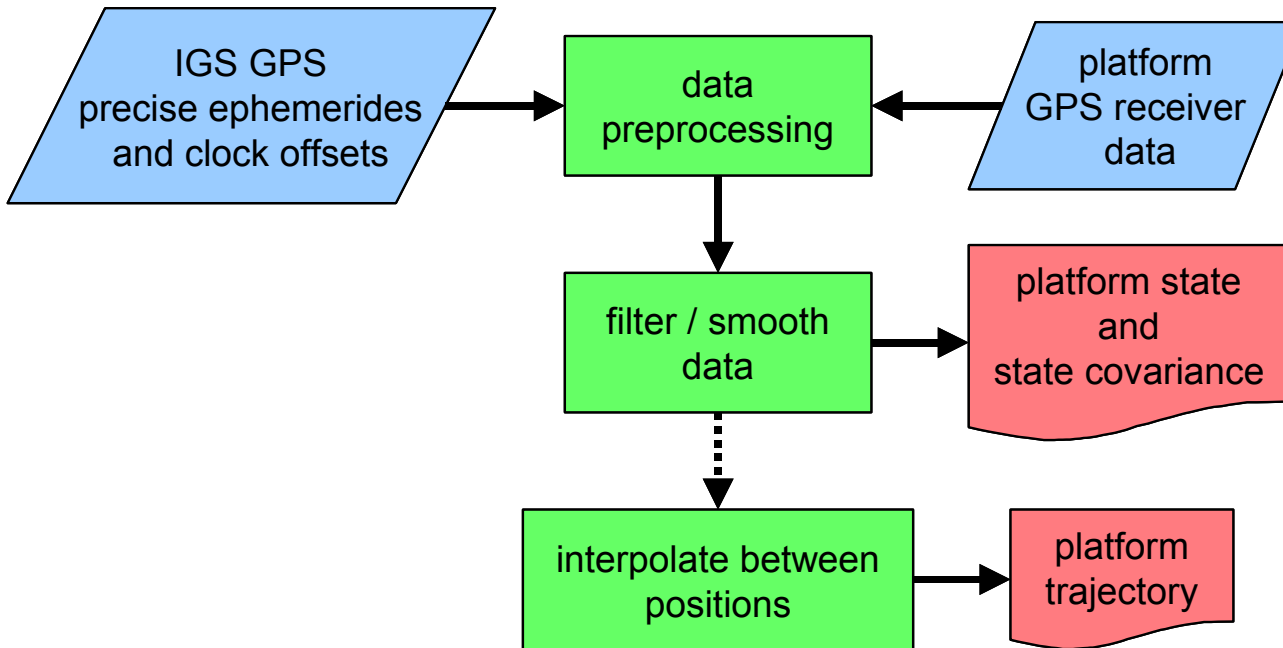 IGS GPS
precise ephemerides
and clock offsets
data
preprocessing
platform
GPS receiver
data
filter / smooth
data
platform state
and
state covariance
interpolate between
positions
platform
trajectory